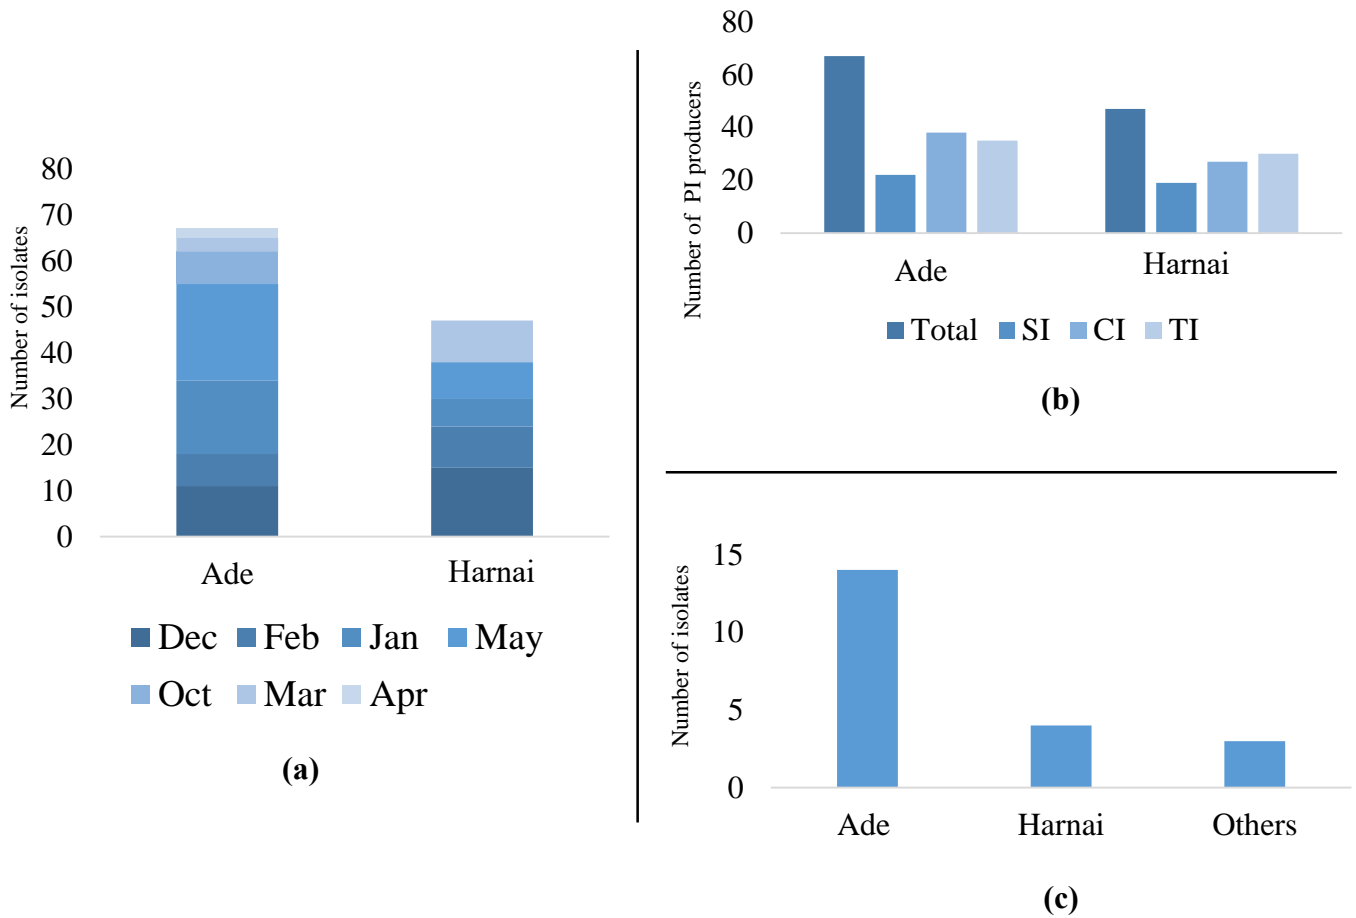 80
70
60
50
40
30
20
10
0
Number of isolates
Ade
Harnai
Dec Feb Jan May
Oct Mar Apr
(a)
80
60
40
20
0
Number of PI producers
Ade
Harnai
Total SI CI TI
(b)
15
10
5
0
Number of isolates
Ade Harnai Others
(c)